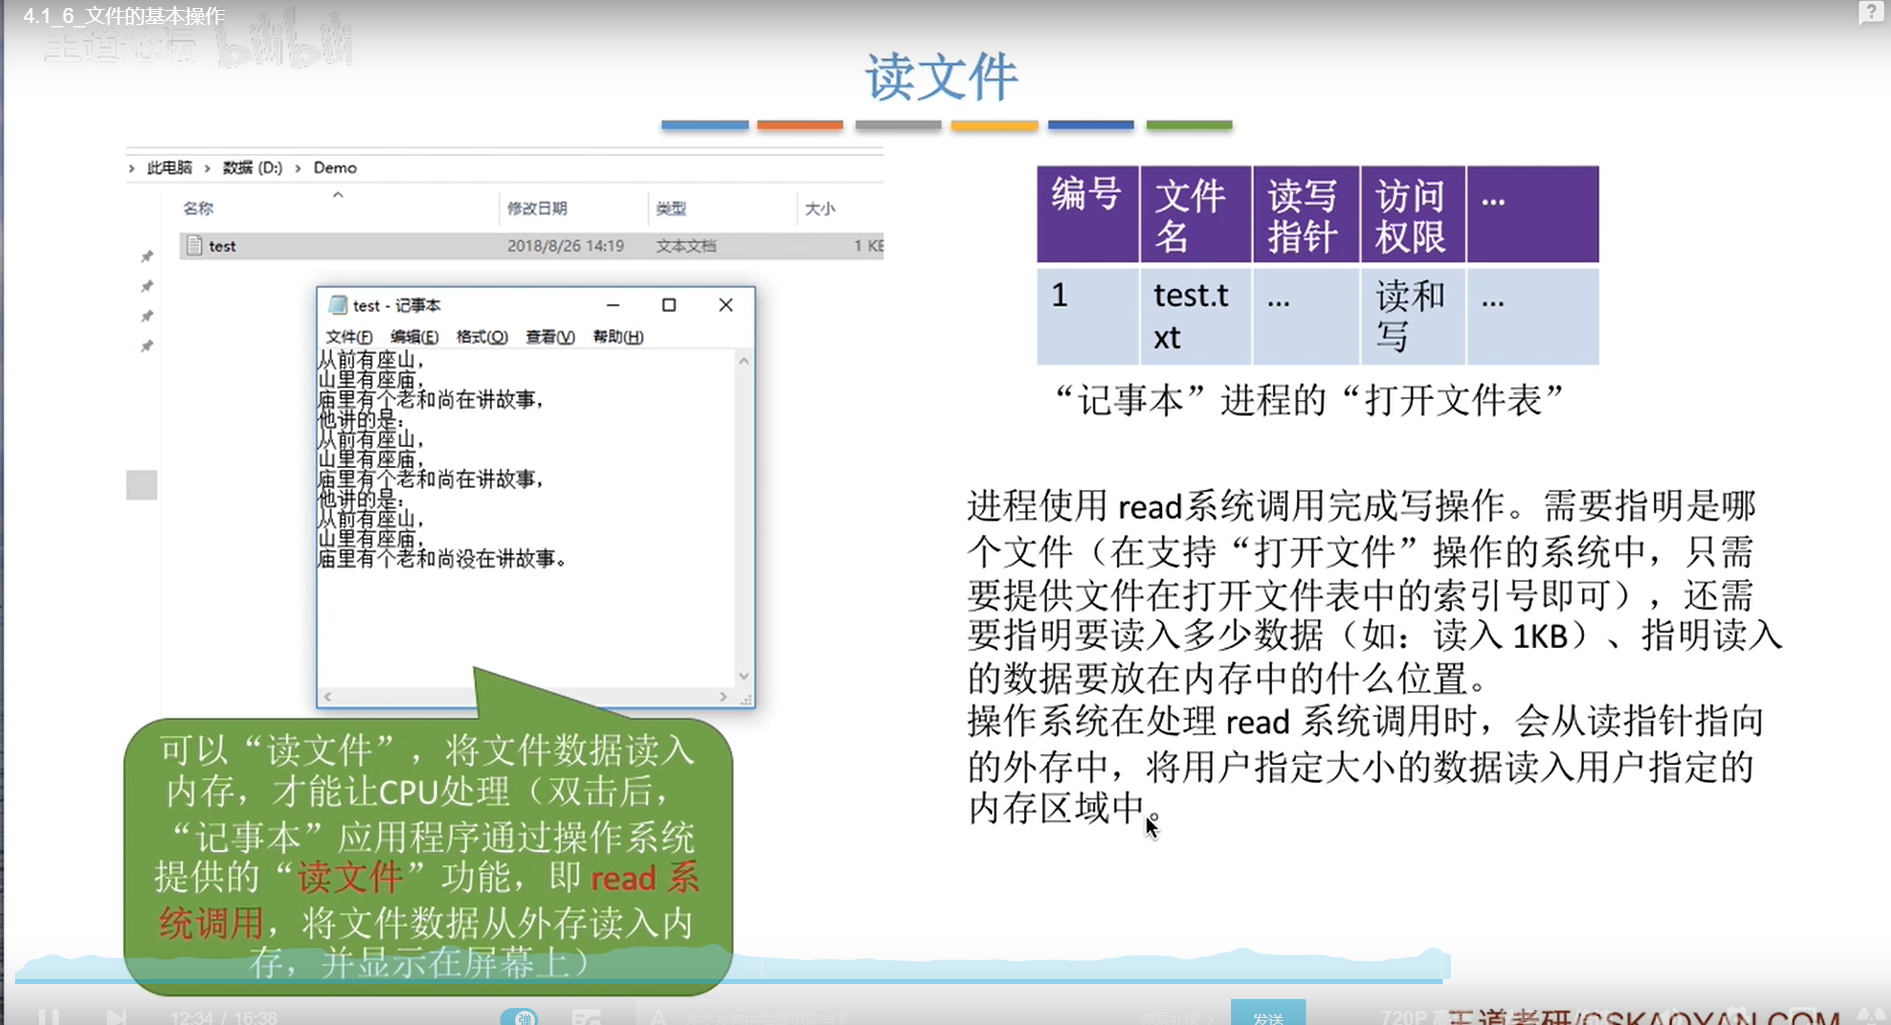 4.1_6_文件的基本操作
王道论坛 bilibili
读文件
此电脑 > 数据 (D:) > Demo
名称 修改日期 类型 大小
test 2018/8/26 14:19 文本文档 1 KB
test - 记事本
文件(F) 编辑(E) 格式(O) 查看(V) 帮助(H)
从前有座山，
山里有座庙，
庙里有个老和尚在讲故事，
他讲的是：
从前有座山，
山里有座庙，
庙里有个老和尚在讲故事，
他讲的是：
从前有座山，
山里有座庙，
庙里有个老和尚没在讲故事。
可以“读文件”，将文件数据读入
内存，才能让CPU处理（双击后，
“记事本”应用程序通过操作系统
提供的“读文件”功能，即 read 系
统调用，将文件数据从外存读入内
存，并显示在屏幕上）
编号 文件名 读写指针 访问权限 ...
1 test.txt ... 读和写 ...
“记事本”进程的“打开文件表”
进程使用 read系统调用完成写操作。需要指明是哪
个文件（在支持“打开文件”操作的系统中，只需
要提供文件在打开文件表中的索引号即可），还需
要指明要读入多少数据（如：读入 1KB）、指明读入
的数据要放在内存中的什么位置。
操作系统在处理 read 系统调用时，会从读指针指向
的外存中，将用户指定大小的数据读入用户指定的
内存区域中。
12:34 / 16:38
弹
发送
720P
王道考研/CSKAOYAN.COM